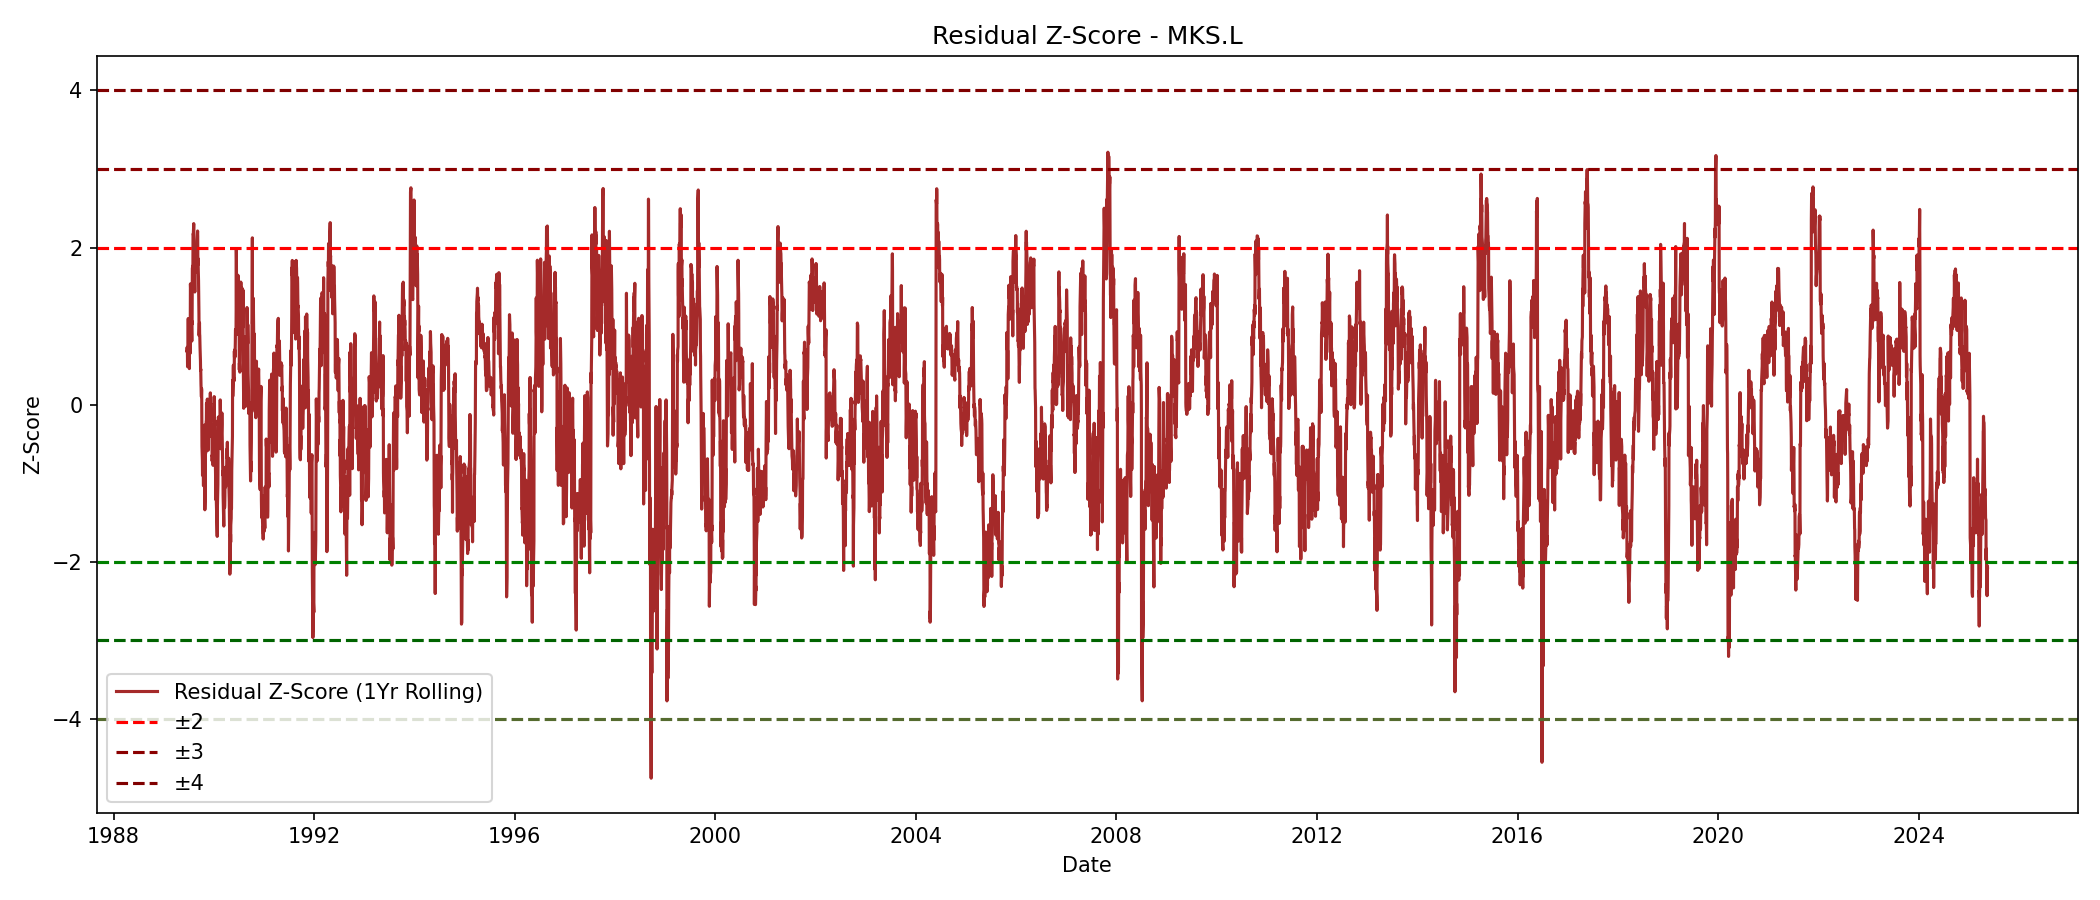 Residual Z-Score - MKS.L
4
3
2
0
−2
−4
Z-Score
Residual Z-Score (1Yr Rolling)
±2
±3
±4
1988 1992 1996 2000 2004 2008 2012 2016 2020 2024
Date